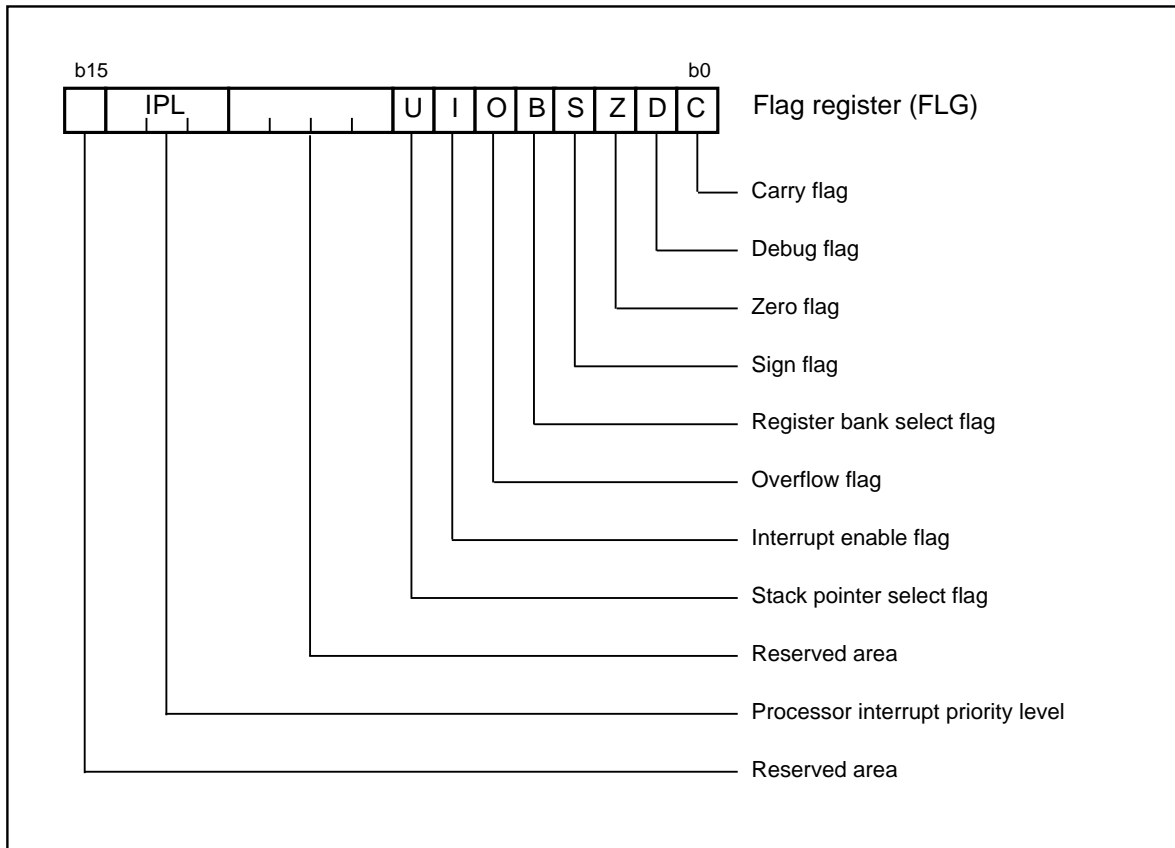 b15 b0
IPL U I O B S Z D C Flag register (FLG)
Carry flag
Debug flag
Zero flag
Sign flag
Register bank select flag
Overflow flag
Interrupt enable flag
Stack pointer select flag
Reserved area
Processor interrupt priority level
Reserved area